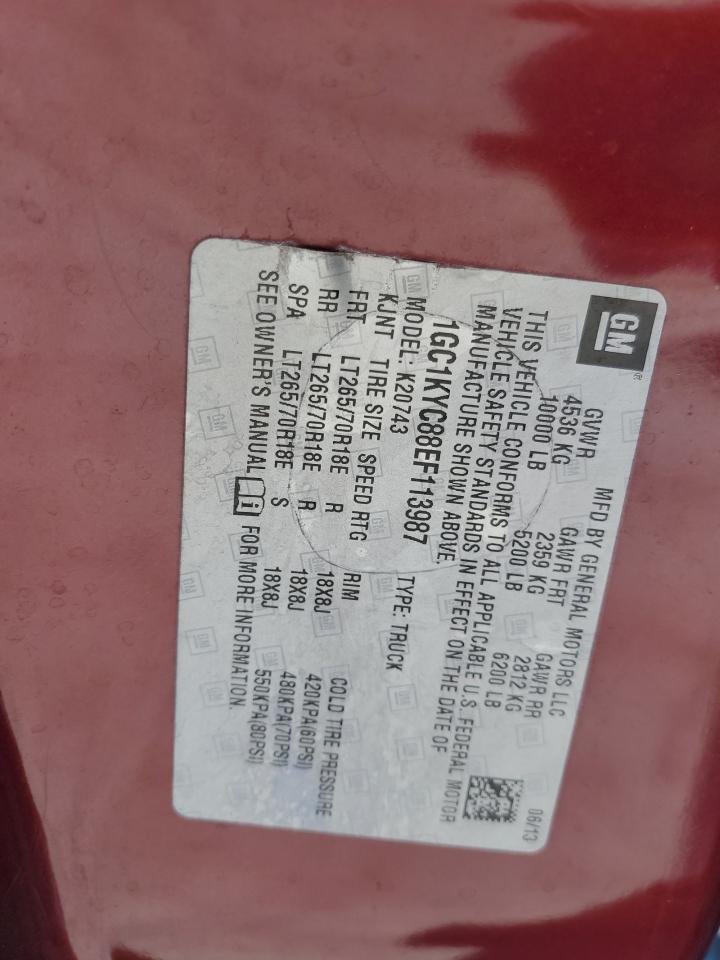 GM
MFD BY GENERAL MOTORS LLC 06/13
GVWR GAWR FRT GAWR RR
4536 KG 2359 KG 2812 KG
10000 LB 5200 LB 6200 LB
THIS VEHICLE CONFORMS TO ALL APPLICABLE U.S. FEDERAL MOTOR
VEHICLE SAFETY STANDARDS IN EFFECT ON THE DATE OF
MANUFACTURE SHOWN ABOVE.
1GC1KYC88EF113987 TYPE: TRUCK
MODEL: K20743
KJNT TIRE SIZE SPEED RTG RIM COLD TIRE PRESSURE
FRT LT265/70R18E R 18X8J 420KPA(60PSI)
RR LT265/70R18E R 18X8J 480KPA(70PSI)
SPA LT265/70R18E S 18X8J 550KPA(80PSI)
SEE OWNER'S MANUAL FOR MORE INFORMATION.